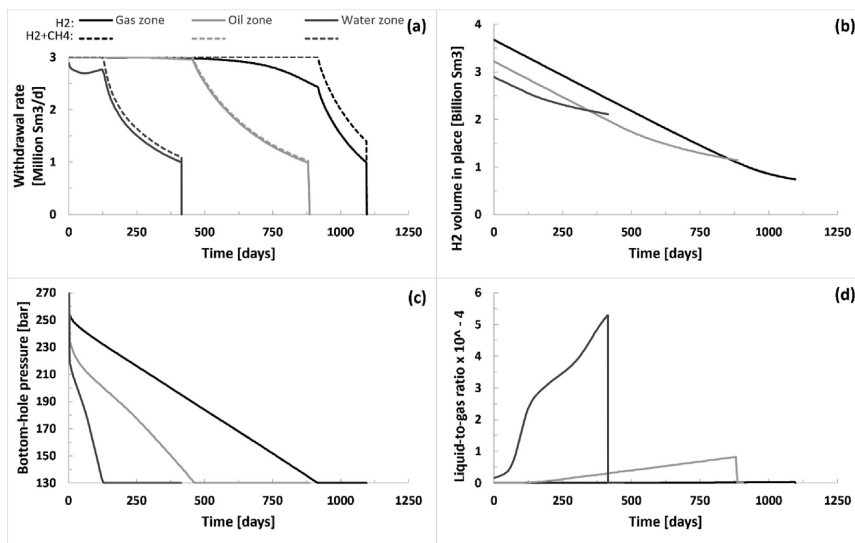 H2: Gas zone Oil zone Water zone (a)
H2+CH4:
Withdrawal rate
[Million Sm3/d]
3
2
1
0
0 250 500 750 1000 1250
Time [days]
(b)
H2 volume in place [Billion Sm3]
4
3
2
1
0
0 250 500 750 1000 1250
Time [days]
(c)
Bottom-hole pressure [bar]
270
250
230
210
190
170
150
130
0 250 500 750 1000 1250
Time [days]
(d)
Liquid-to-gas ratio x 10^ - 4
6
5
4
3
2
1
0
0 250 500 750 1000 1250
Time [days]